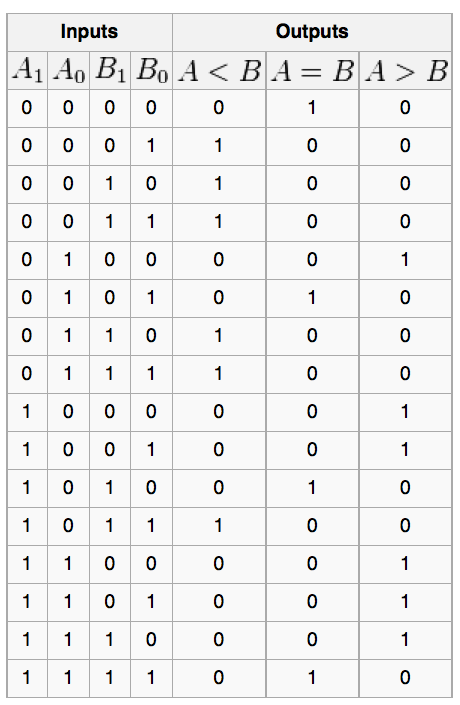 Inputs Outputs
A₁ A₀ B₁ B₀ A < B A = B A > B
0 0 0 0 0 1 0
0 0 0 1 1 0 0
0 0 1 0 1 0 0
0 0 1 1 1 0 0
0 1 0 0 0 0 1
0 1 0 1 0 1 0
0 1 1 0 1 0 0
0 1 1 1 1 0 0
1 0 0 0 0 0 1
1 0 0 1 0 0 1
1 0 1 0 0 1 0
1 0 1 1 1 0 0
1 1 0 0 0 0 1
1 1 0 1 0 0 1
1 1 1 0 0 0 1
1 1 1 1 0 1 0